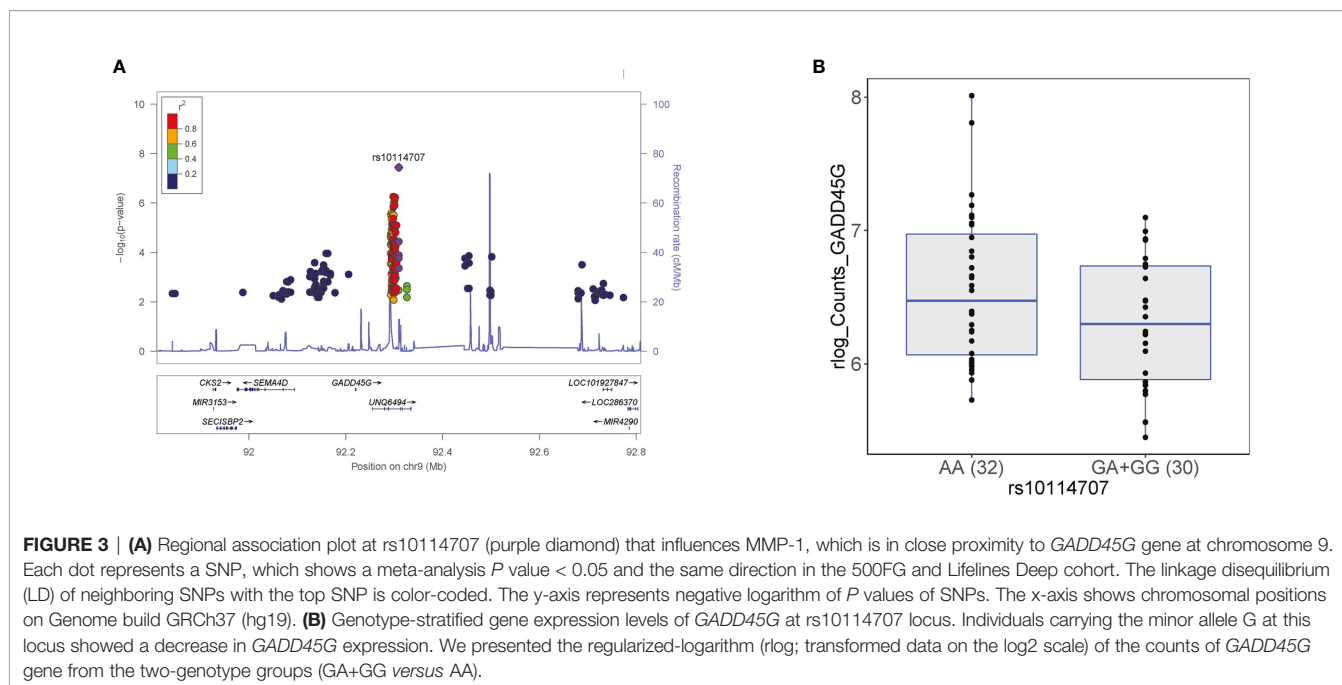 A
B
10
8
6
4
2
0
−log10(p-value)
r2
0.8
0.6
0.4
0.2
rs10114707
100
80
60
40
20
0
Recombination rate (cM/Mb)
CKS2→
←SEMA4D
GADD45G→
LOC101927847→
MIR3153→
UNQ6494→
←LOC286370
SECISBP2→
←MIR4290
92
92.2
92.4
92.6
92.8
Position on chr9 (Mb)
8
7
6
rlog_Counts_GADD45G
AA (32)
GA+GG (30)
rs10114707
FIGURE 3 | (A) Regional association plot at rs10114707 (purple diamond) that influences MMP-1, which is in close proximity to GADD45G gene at chromosome 9.
Each dot represents a SNP, which shows a meta-analysis P value < 0.05 and the same direction in the 500FG and Lifelines Deep cohort. The linkage disequilibrium
(LD) of neighboring SNPs with the top SNP is color-coded. The y-axis represents negative logarithm of P values of SNPs. The x-axis shows chromosomal positions
on Genome build GRCh37 (hg19). (B) Genotype-stratified gene expression levels of GADD45G at rs10114707 locus. Individuals carrying the minor allele G at this
locus showed a decrease in GADD45G expression. We presented the regularized-logarithm (rlog; transformed data on the log2 scale) of the counts of GADD45G
gene from the two-genotype groups (GA+GG versus AA).